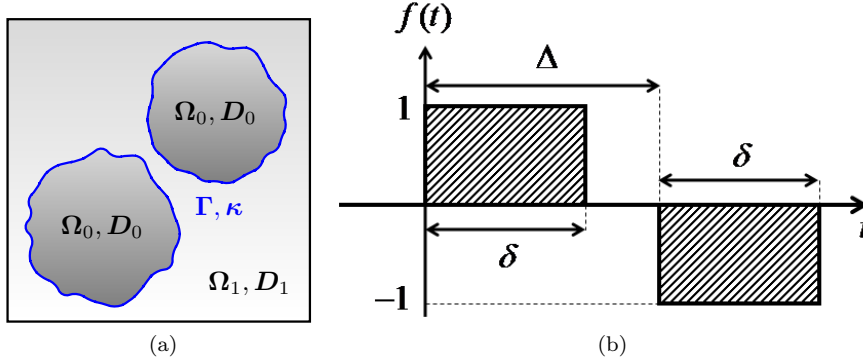 Ω₀, D₀
Ω₀, D₀
Γ, κ
Ω₁, D₁
(a)
f(t)
Δ
1
δ
δ
t
−1
(b)